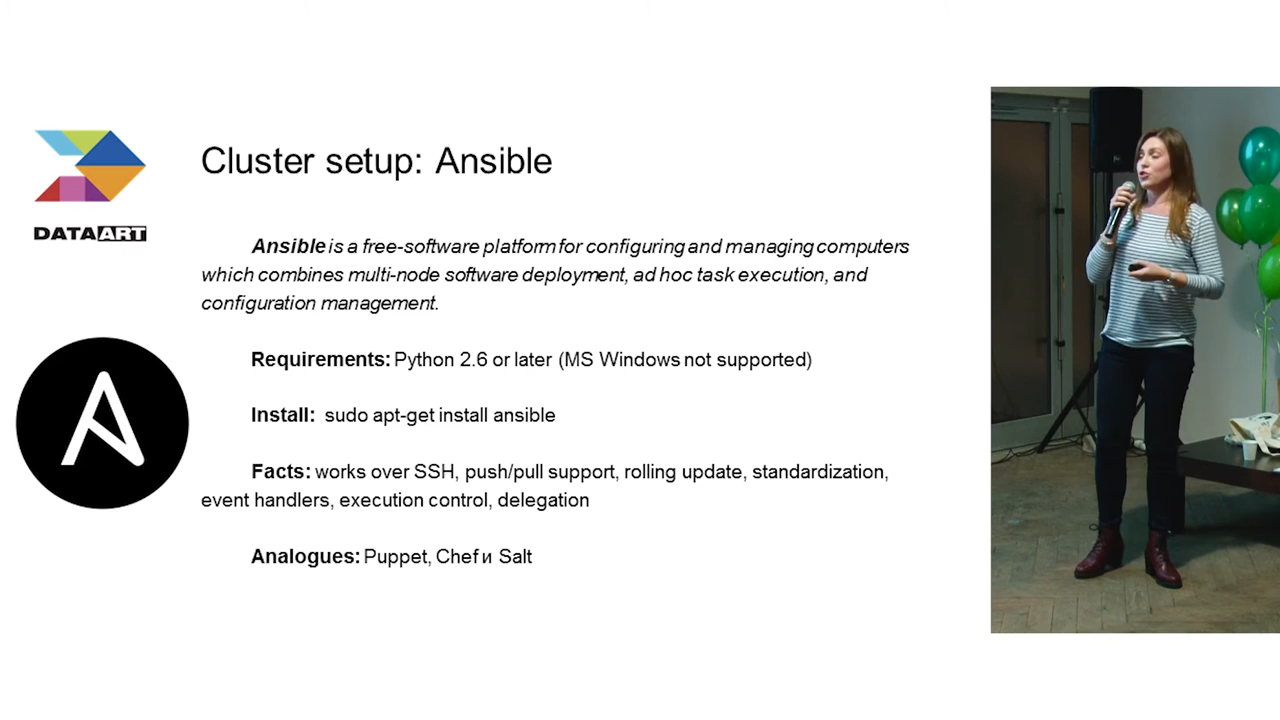 DATAART
Cluster setup: Ansible
Ansible is a free-software platform for configuring and managing computers
which combines multi-node software deployment, ad hoc task execution, and
configuration management.
Requirements: Python 2.6 or later (MS Windows not supported)
Install: sudo apt-get install ansible
Facts: works over SSH, push/pull support, rolling update, standardization,
event handlers, execution control, delegation
Analogues: Puppet, Chef и Salt